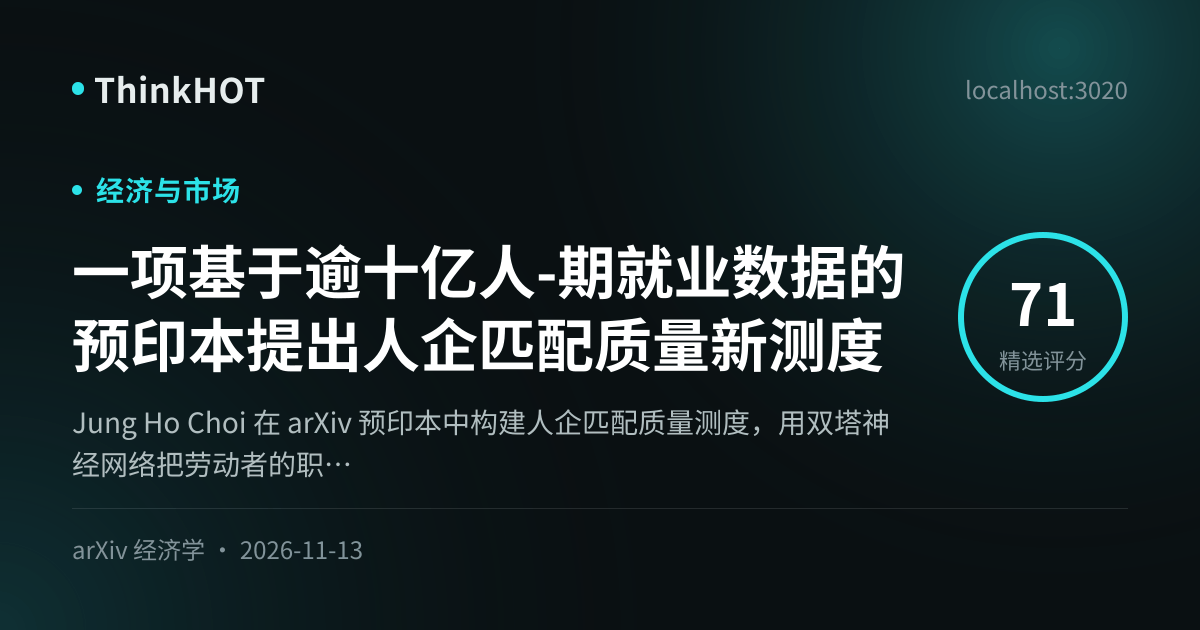 ThinkHOT
localhost:3020
经济与市场
一项基于逾十亿人-期就业数据的
预印本提出人企匹配质量新测度
71
精选评分
Jung Ho Choi 在 arXiv 预印本中构建人企匹配质量测度，用双塔神
经网络把劳动者的职…
arXiv 经济学 · 2026-11-13